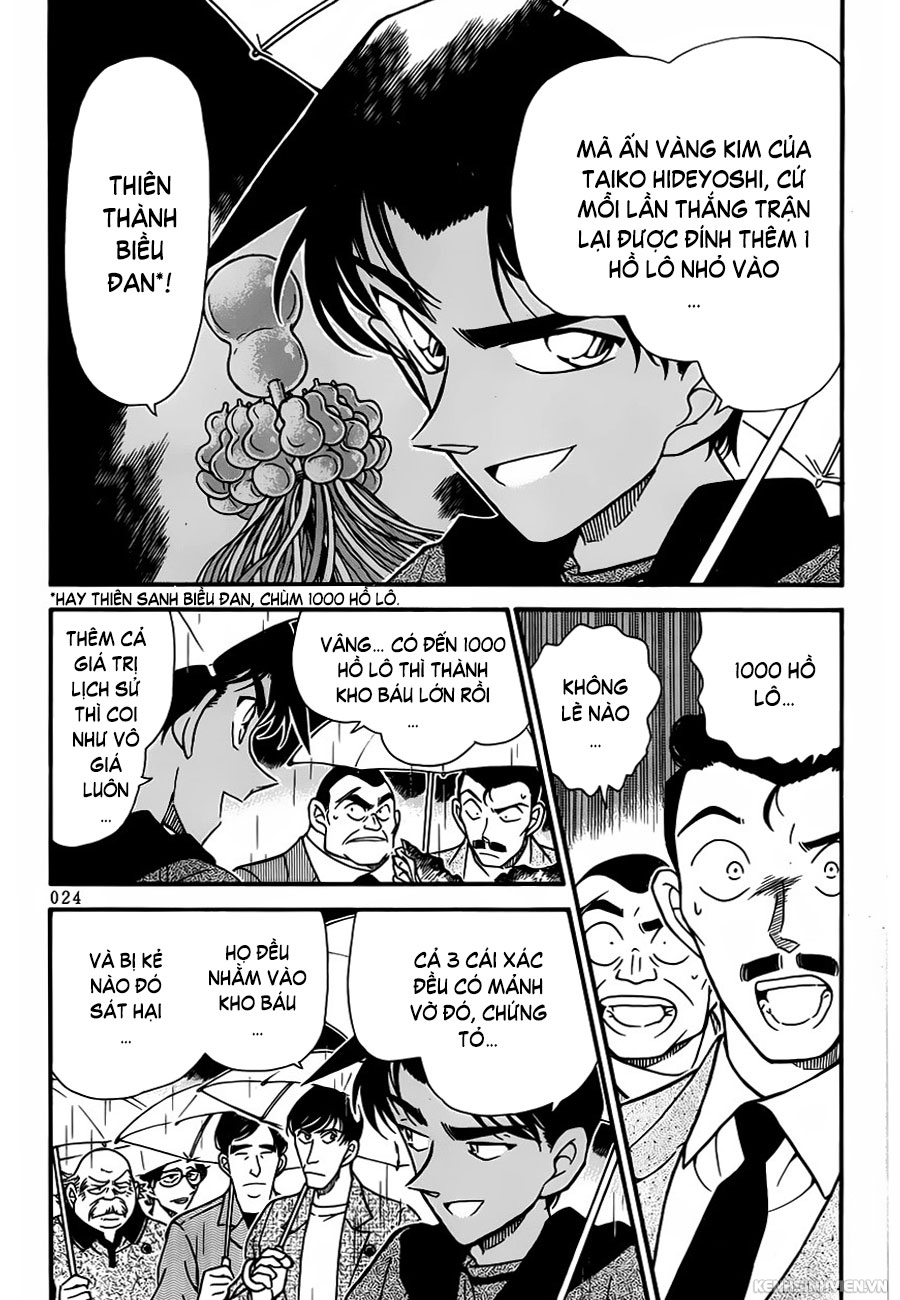 MÃ ẤN VÀNG KIM CỦA
TAIKO HIDEYOSHI, CỨ
MỖI LẦN THẮNG TRẬN
LẠI ĐƯỢC ĐÍNH THÊM 1
HỒ LÔ NHỎ VÀO
...
THIÊN
THÀNH
BIỀU
ĐAN*!
*HAY THIÊN SANH BIỀU ĐAN, CHÙM 1000 HỒ LÔ.
THÊM CẢ
GIÁ TRỊ
LỊCH SỬ
THÌ COI
NHƯ VÔ
GIÁ
LUÔN
...
VÂNG... CÓ ĐẾN 1000
HỒ LÔ THÌ THÀNH
KHO BÁU LỚN RỒI
...
1000 HỒ
LÔ...
KHÔNG
LẼ NÀO
...
024
CẢ 3 CÁI XÁC
ĐỀU CÓ MẢNH
VỠ ĐÓ, CHỨNG
TỎ...
HỌ ĐỀU
NHẮM VÀO
KHO BÁU
...
VÀ BỊ KẺ
NÀO ĐÓ
SÁT HẠI
...